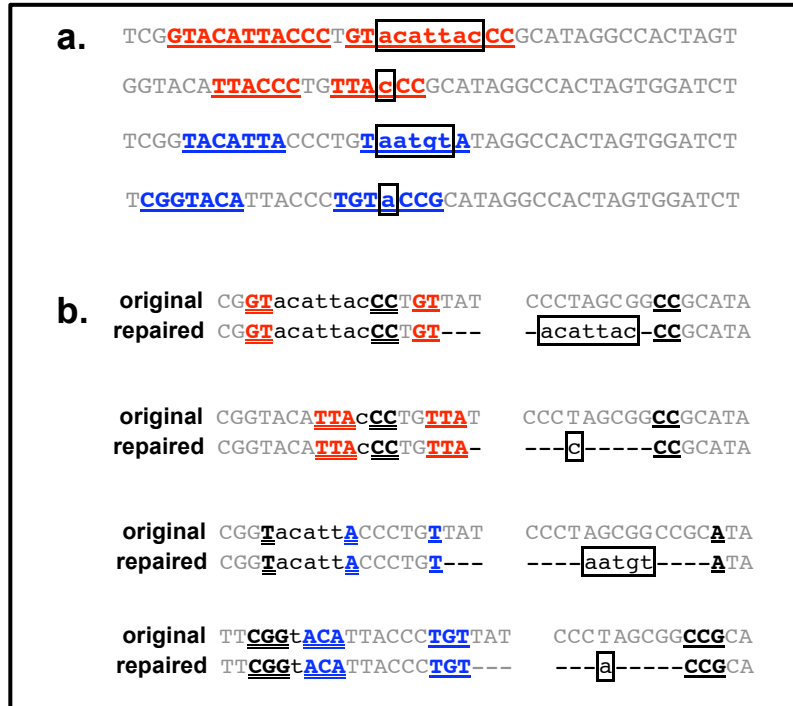 a. TCGGTACATTACCCTGTacattacCCGCATAGGCCACTAGT
GGTACATTACCCTGTTAcCCGCATAGGCCACTAGTGGATCT
TCGGTACATTACCCTGTaatgtATAGGCCACTAGTGGATCT
TCGGTACATTACCCTGTaCCGCATAGGCCACTAGTGGATCT
b. original CGGTacattacCCTGTTAT CCCTAGCGGCCGCATA
repaired CGGTacattacCCTGT--- -acattac-CCGCATA
original CGGTACATTAcCCTGTTAT CCCTAGCGGCCGCATA
repaired CGGTACATTAcCCTGTTA- ---c-----CCGCATA
original CGGTacattACCCTGTTAT CCCTAGCGGCCGCATA
repaired CGGTacattACCCTGT--- ----aatgt----ATA
original TTCGGtACATTACCCTGTTAT CCCTAGCGGCCGCA
repaired TTCGGtACATTACCCTGT--- ---a-----CCGCA